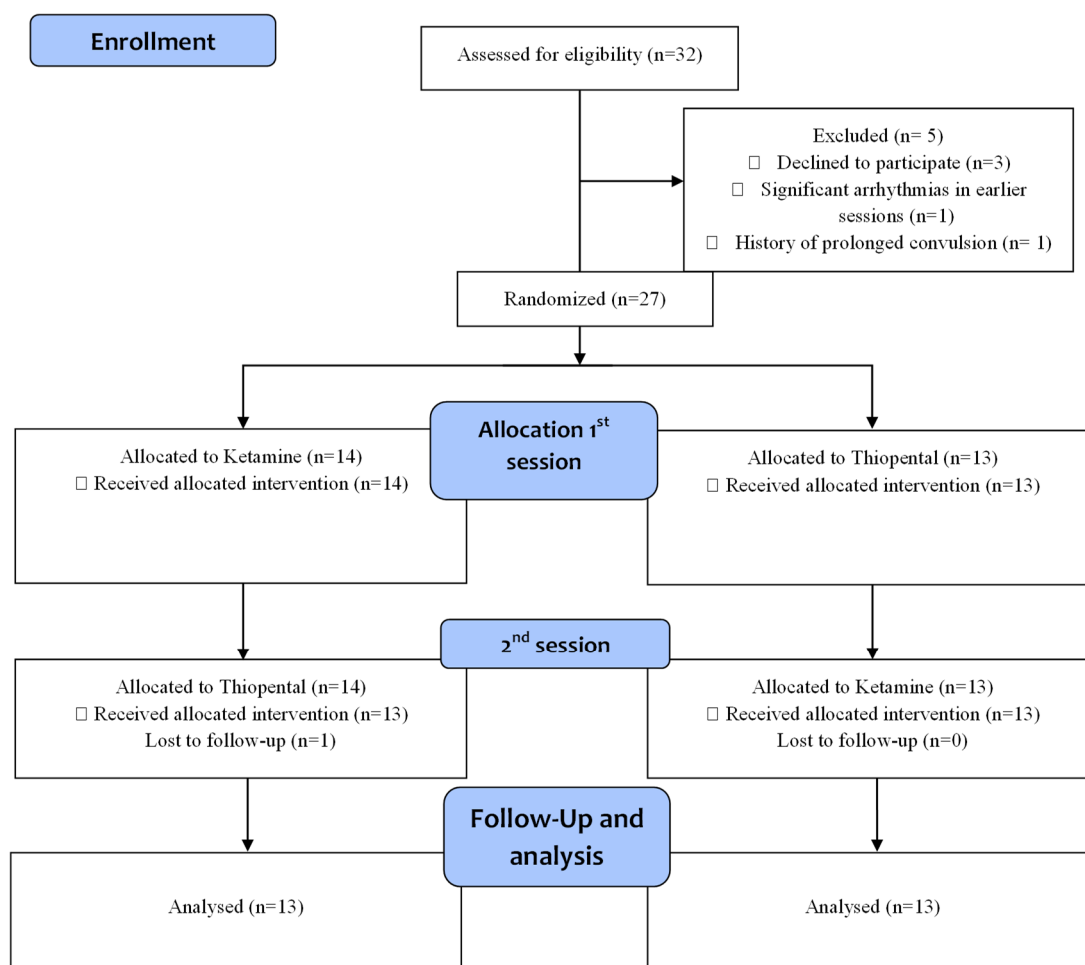 Enrollment
Assessed for eligibility (n=32)
Excluded (n= 5)
□ Declined to participate (n=3)
□ Significant arrhythmias in earlier
sessions (n=1)
□ History of prolonged convulsion (n= 1)
Randomized (n=27)
Allocation 1st
session
Allocated to Ketamine (n=14)
□ Received allocated intervention (n=14)
Allocated to Thiopental (n=13)
□ Received allocated intervention (n=13)
2nd session
Allocated to Thiopental (n=14)
□ Received allocated intervention (n=13)
Lost to follow-up (n=1)
Allocated to Ketamine (n=13)
□ Received allocated intervention (n=13)
Lost to follow-up (n=0)
Follow-Up and
analysis
Analysed (n=13)
Analysed (n=13)